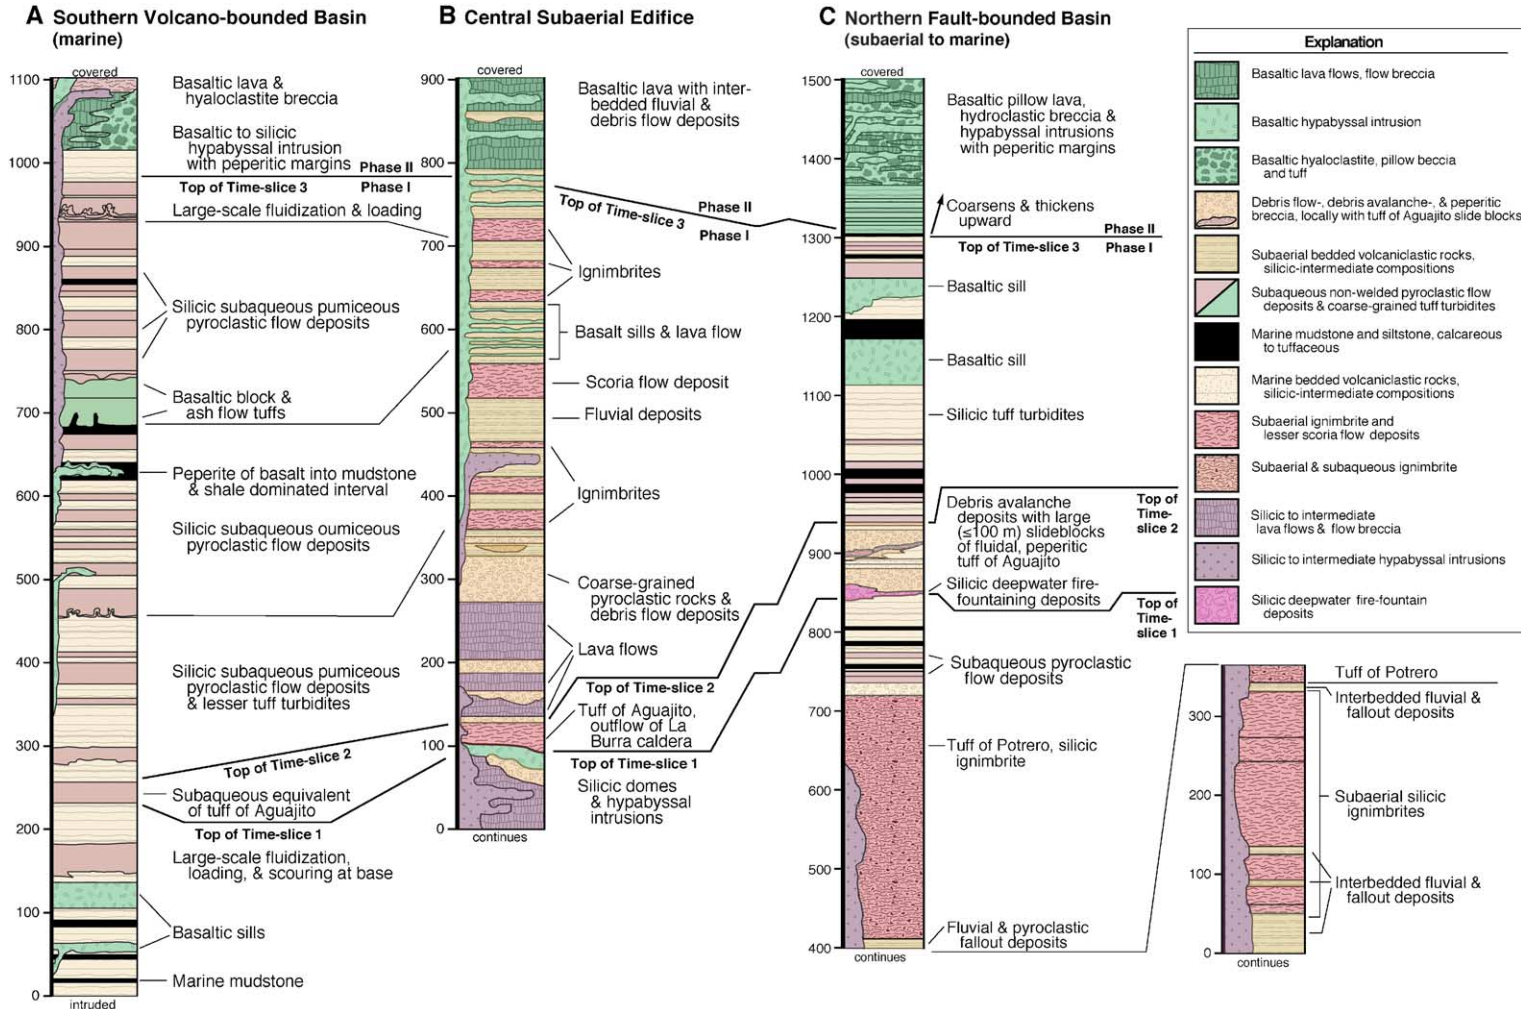 A Southern Volcano-bounded Basin
(marine)
covered
1100
1000
900
800
700
600
500
400
300
200
100
0
intruded
Basaltic lava &
hyaloclastite breccia
Basaltic to silicic
hypabyssal intrusion
with peperitic margins
Phase II
Top of Time-slice 3
Phase I
Large-scale fluidization & loading
Silicic subaqueous pumiceous
pyroclastic flow deposits
Basaltic block &
ash flow tuffs
Peperite of basalt into mudstone
& shale dominated interval
Silicic subaqueous oumiceous
pyroclastic flow deposits
Silicic subaqueous pumiceous
pyroclastic flow deposits
& lesser tuff turbidites
Top of Time-slice 2
Subaqueous equivalent
of tuff of Aguajito
Top of Time-slice 1
Large-scale fluidization,
loading, & scouring at base
Basaltic sills
Marine mudstone
B Central Subaerial Edifice
covered
900
800
700
600
500
400
300
200
100
0
continues
Basaltic lava with inter-
bedded fluvial &
debris flow deposits
Top of Time-slice 3
Phase II
Phase I
Ignimbrites
Basalt sills & lava flow
Scoria flow deposit
Fluvial deposits
Ignimbrites
Coarse-grained
pyroclastic rocks &
debris flow deposits
Lava flows
Top of Time-slice 2
Tuff of Aguajito,
outflow of La
Burra caldera
Top of Time-slice 1
Silicic domes
& hypabyssal
intrusions
C Northern Fault-bounded Basin
(subaerial to marine)
covered
1500
1400
1300
1200
1100
1000
900
800
700
600
500
400
continues
Basaltic pillow lava,
hydroclastic breccia &
hypabyssal intrusions
with peperitic margins
Coarsens & thickens
upward
Phase II
Top of Time-slice 3
Phase I
Basaltic sill
Basaltic sill
Silicic tuff turbidites
Debris avalanche
deposits with large
(≤100 m) slideblocks
of fluidal, peperitic
tuff of Aguajito
Top of
Time-
slice 2
Silicic deepwater fire-
fountaining deposits
Top of
Time-
slice 1
Subaqueous pyroclastic
flow deposits
Tuff of Potrero, silicic
ignimbrite
Fluvial & pyroclastic
fallout deposits
Explanation
Basaltic lava flows, flow breccia
Basaltic hypabyssal intrusion
Basaltic hyaloclastite, pillow beccia
and tuff
Debris flow-, debris avalanche-, & peperitic
breccia, locally with tuff of Aguajito slide blocks
Subaerial bedded volcaniclastic rocks,
silicic-intermediate compositions
Subaqueous non-welded pyroclastic flow
deposits & coarse-grained tuff turbidites
Marine mudstone and siltstone, calcareous
to tuffaceous
Marine bedded volcaniclastic rocks,
silicic-intermediate compositions
Subaerial ignimbrite and
lesser scoria flow deposits
Subaerial & subaqueous ignimbrite
Silicic to intermediate
lava flows & flow breccia
Silicic to intermediate hypabyssal intrusions
Silicic deepwater fire-fountain
deposits
300
200
100
0
continues
Tuff of Potrero
Interbedded fluvial &
fallout deposits
Subaerial silicic
ignimbrites
Interbedded fluvial &
fallout deposits